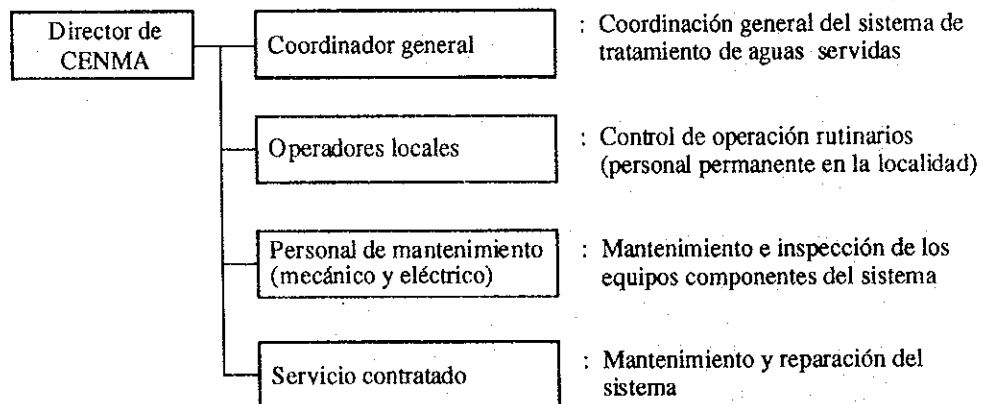 Director de
CENMA
Coordinador general
: Coordinación general del sistema de
tratamiento de aguas servidas
Operadores locales
: Control de operación rutinarios
(personal permanente en la localidad)
Personal de mantenimiento
(mecánico y eléctrico)
: Mantenimiento e inspección de los
equipos componentes del sistema
Servicio contratado
: Mantenimiento y reparación del
sistema